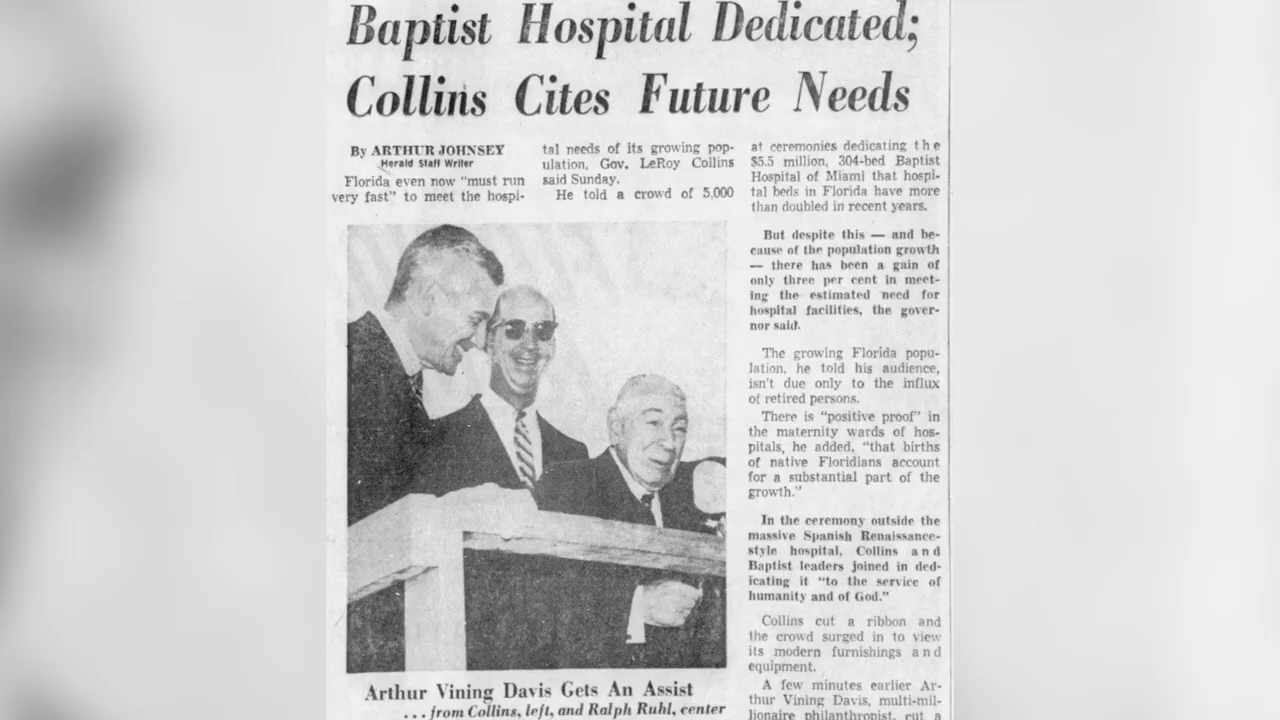 Baptist Hospital Dedicated;
Collins Cites Future Needs
By ARTHUR JOHNSEY
Herald Staff Writer
Florida even now "must run
very fast" to meet the hospi-
tal needs of its growing pop-
ulation, Gov. LeRoy Collins
said Sunday.
He told a crowd of 5,000
at ceremonies dedicating the
$5.5 million, 304-bed Baptist
Hospital of Miami that hospi-
tal beds in Florida have more
than doubled in recent years.
But despite this — and be-
cause of the population growth
— there has been a gain of
only three per cent in meet-
ing the estimated need for
hospital facilities, the gover-
nor said.
The growing Florida popu-
lation, he told his audience,
isn't due only to the influx
of retired persons.
There is "positive proof" in
the maternity wards of hos-
pitals, he added, "that births
of native Floridians account
for a substantial part of the
growth."
In the ceremony outside the
massive Spanish Renaissance-
style hospital, Collins and
Baptist leaders joined in ded-
icating it "to the service of
humanity and of God."
Collins cut a ribbon and
the crowd surged in to view
its modern furnishings and
equipment.
A few minutes earlier Ar-
thur Vining Davis, multi-mil-
lionaire philanthropist, cut a
Arthur Vining Davis Gets An Assist
. . . from Collins, left, and Ralph Ruhl, center